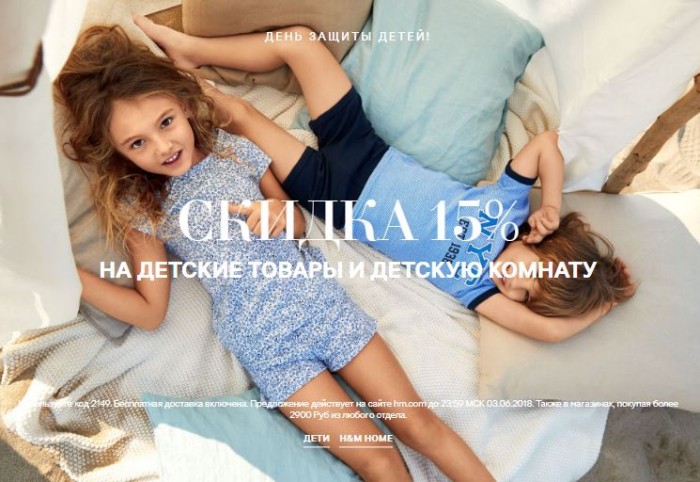 ДЕНЬ ЗАЩИТЫ ДЕТЕЙ!
СКИДКА 15%
НА ДЕТСКИЕ ТОВАРЫ И ДЕТСКУЮ КОМНАТУ
код 2149. Бесплатная доставка включена. Предложение действует на сайте hm.com до 23:59 МСК 03.06.2018. Также в магазинах, покупая более
2900 Руб из любого отдела.
ДЕТИ H&M HOME
NYC